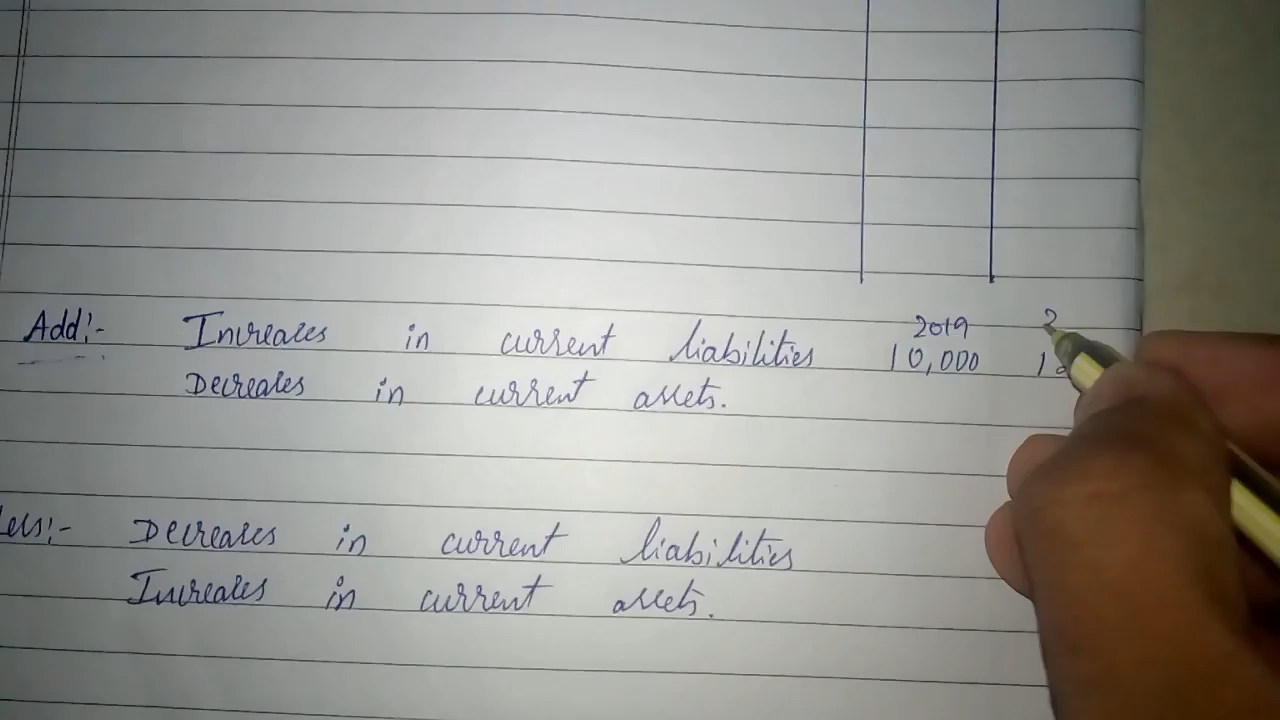 2019 2
Add:- Increases in current liabilities 10,000
Decreases in current assets.
Less:- Decreases in current liabilities
Increases in current assets.